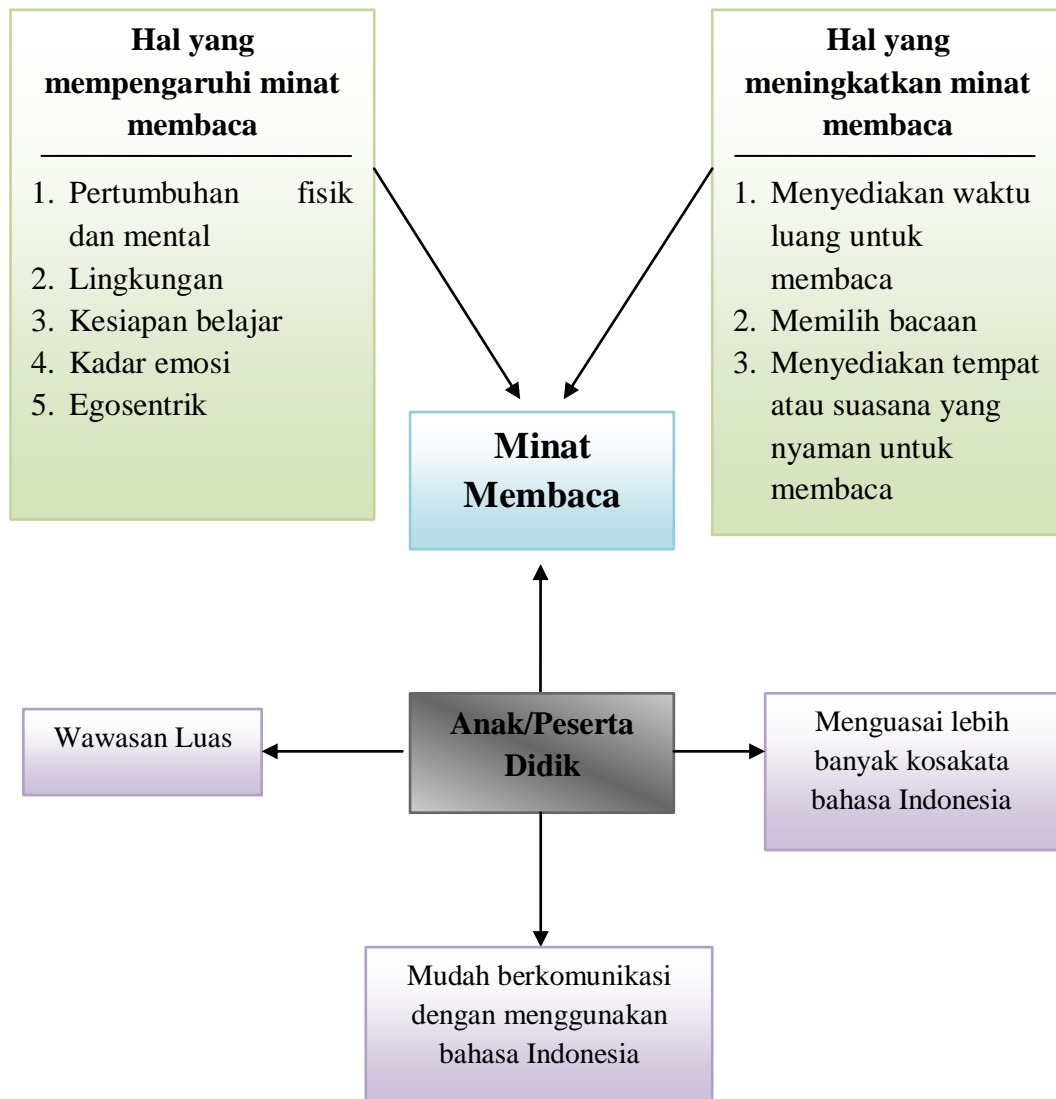 Hal yang
mempengaruhi minat
membaca
1. Pertumbuhan fisik
dan mental
2. Lingkungan
3. Kesiapan belajar
4. Kadar emosi
5. Egosentrik
Hal yang
meningkatkan minat
membaca
1. Menyediakan waktu
luang untuk
membaca
2. Memilih bacaan
3. Menyediakan tempat
atau suasana yang
nyaman untuk
membaca
Minat
Membaca
Wawasan Luas
Anak/Peserta
Didik
Menguasai lebih
banyak kosakata
bahasa Indonesia
Mudah berkomunikasi
dengan menggunakan
bahasa Indonesia